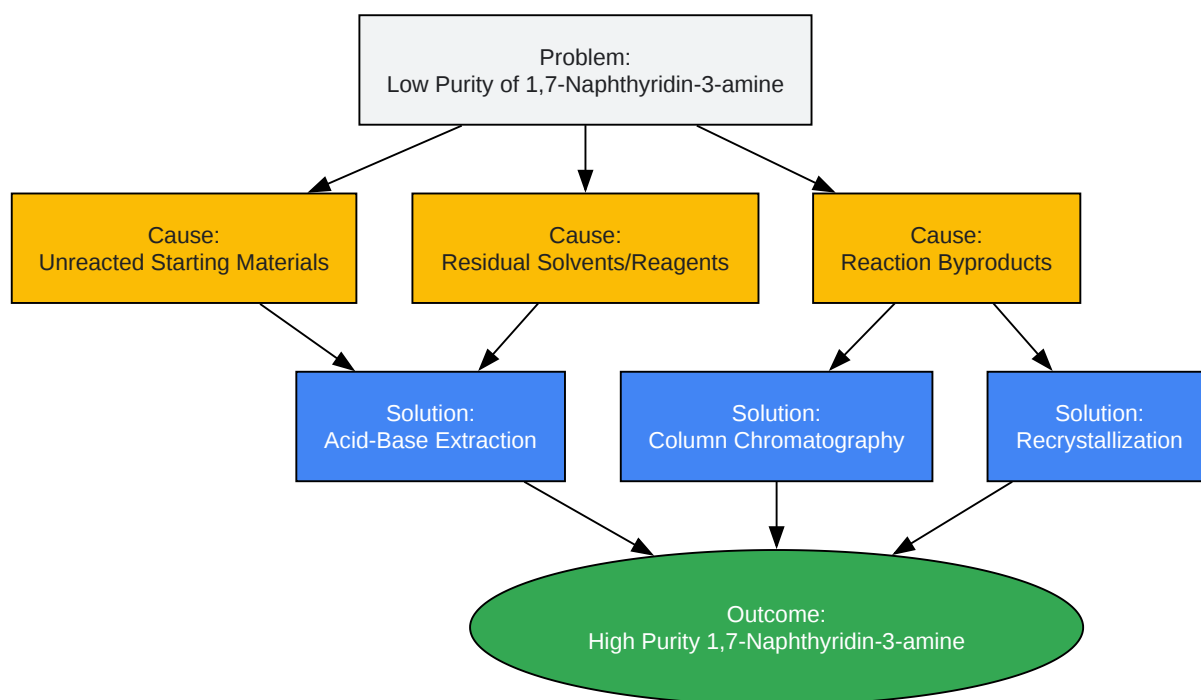 Problem:
Low Purity of 1,7-Naphthyridin-3-amine
Cause:
Unreacted Starting Materials
Cause:
Residual Solvents/Reagents
Cause:
Reaction Byproducts
Solution:
Acid-Base Extraction
Solution:
Column Chromatography
Solution:
Recrystallization
Outcome:
High Purity 1,7-Naphthyridin-3-amine